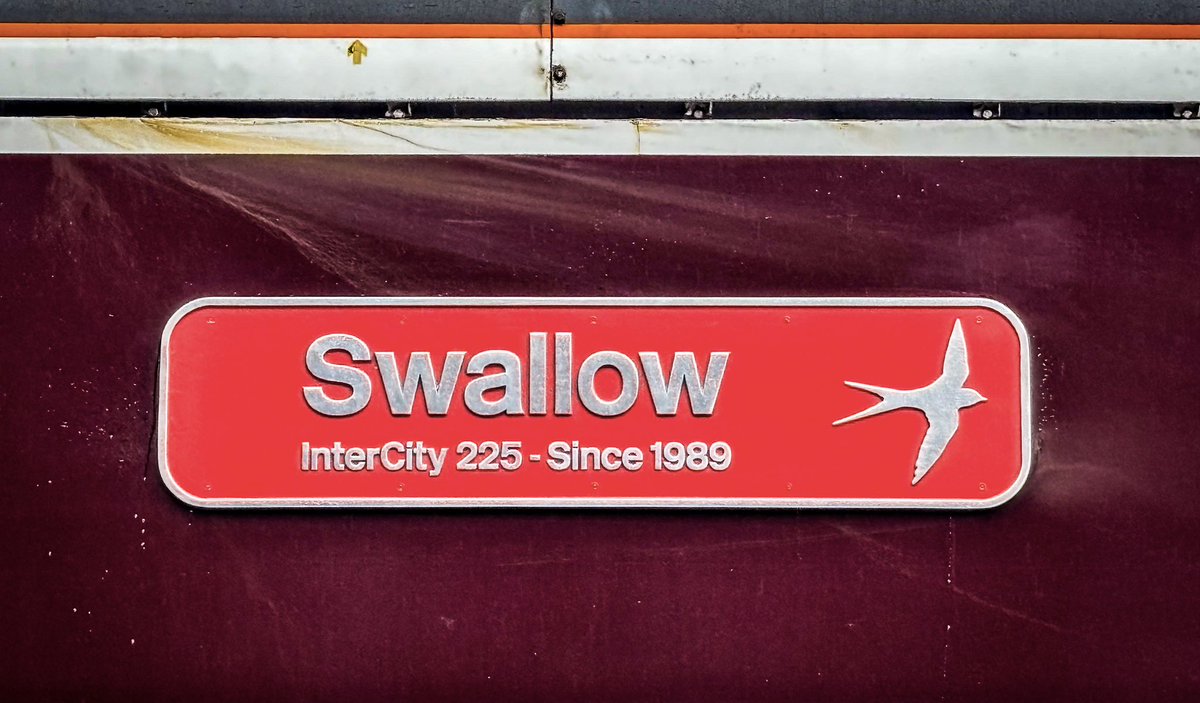 Swallow
InterCity 225 - Since 1989